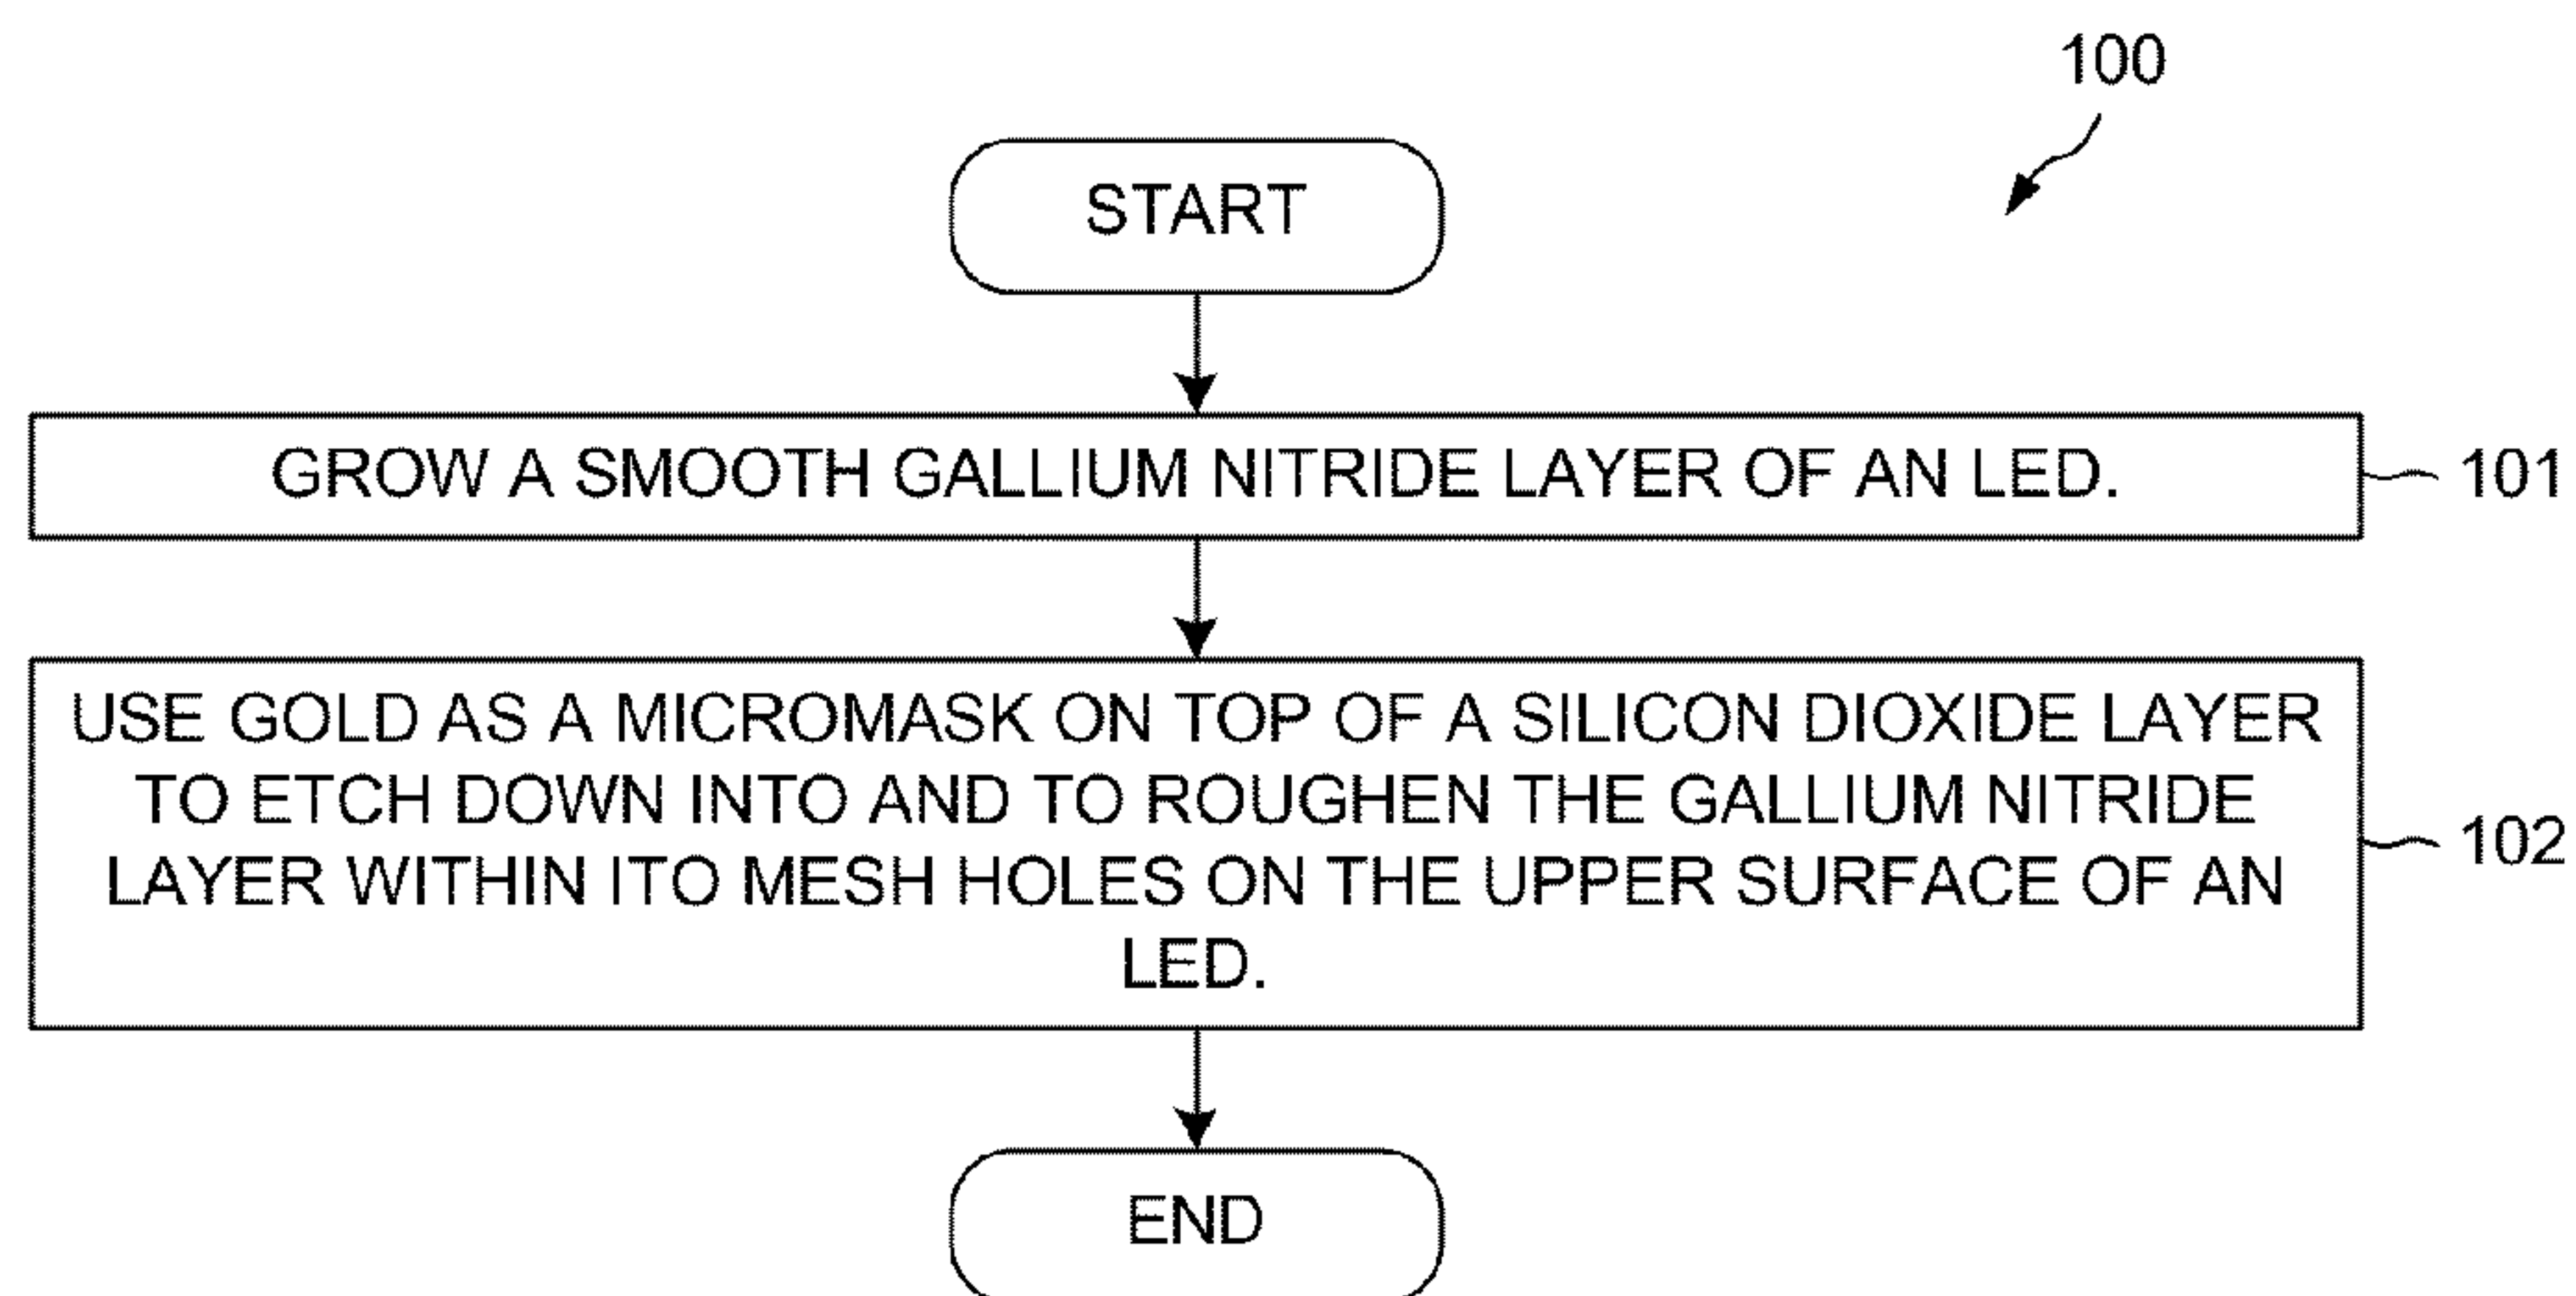 100
START
GROW A SMOOTH GALLIUM NITRIDE LAYER OF AN LED.
101
USE GOLD AS A MICROMASK ON TOP OF A SILICON DIOXIDE LAYER
TO ETCH DOWN INTO AND TO ROUGHEN THE GALLIUM NITRIDE
LAYER WITHIN ITO MESH HOLES ON THE UPPER SURFACE OF AN
LED.
102
END